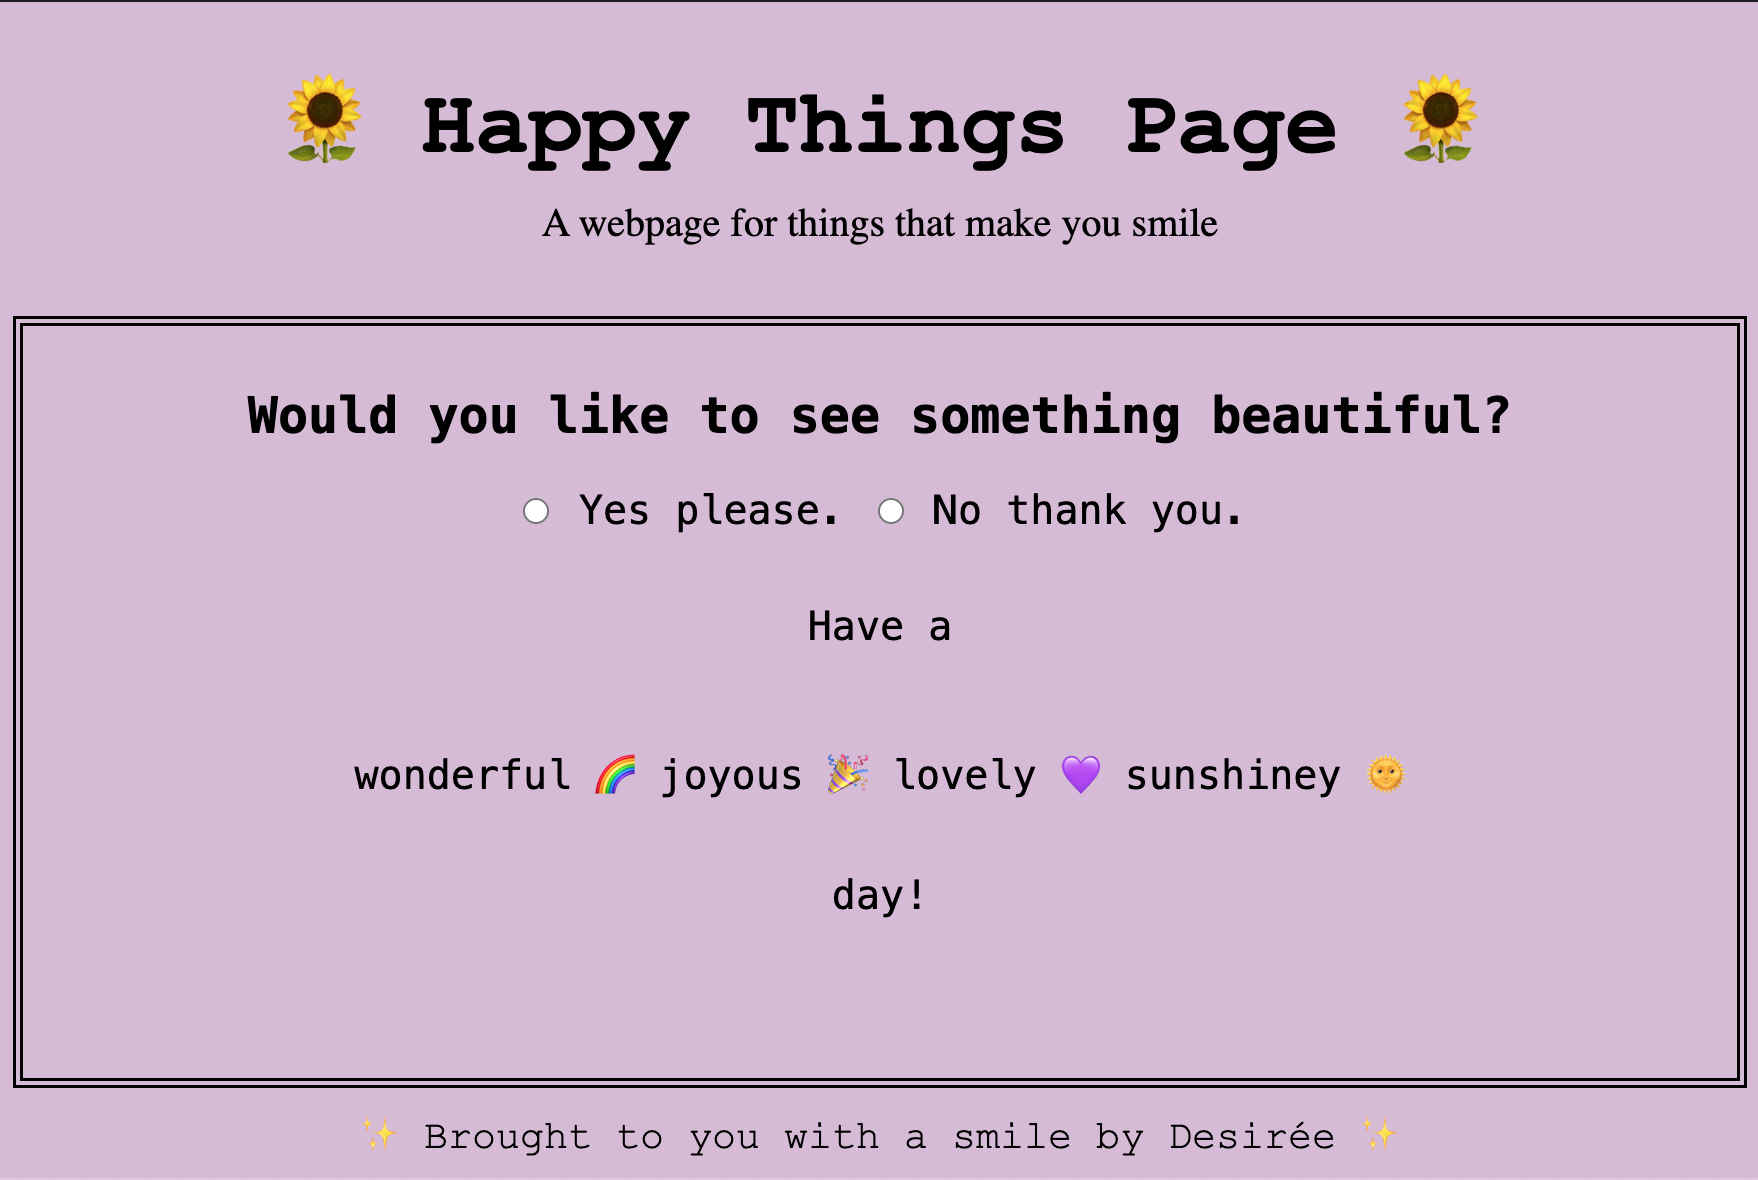 🌻 Happy Things Page 🌻
A webpage for things that make you smile
Would you like to see something beautiful?
Yes please. No thank you.
Have a
wonderful 🌈 joyous 🎉 lovely 💜 sunshiney 🌞
day!
✨ Brought to you with a smile by Desirée ✨